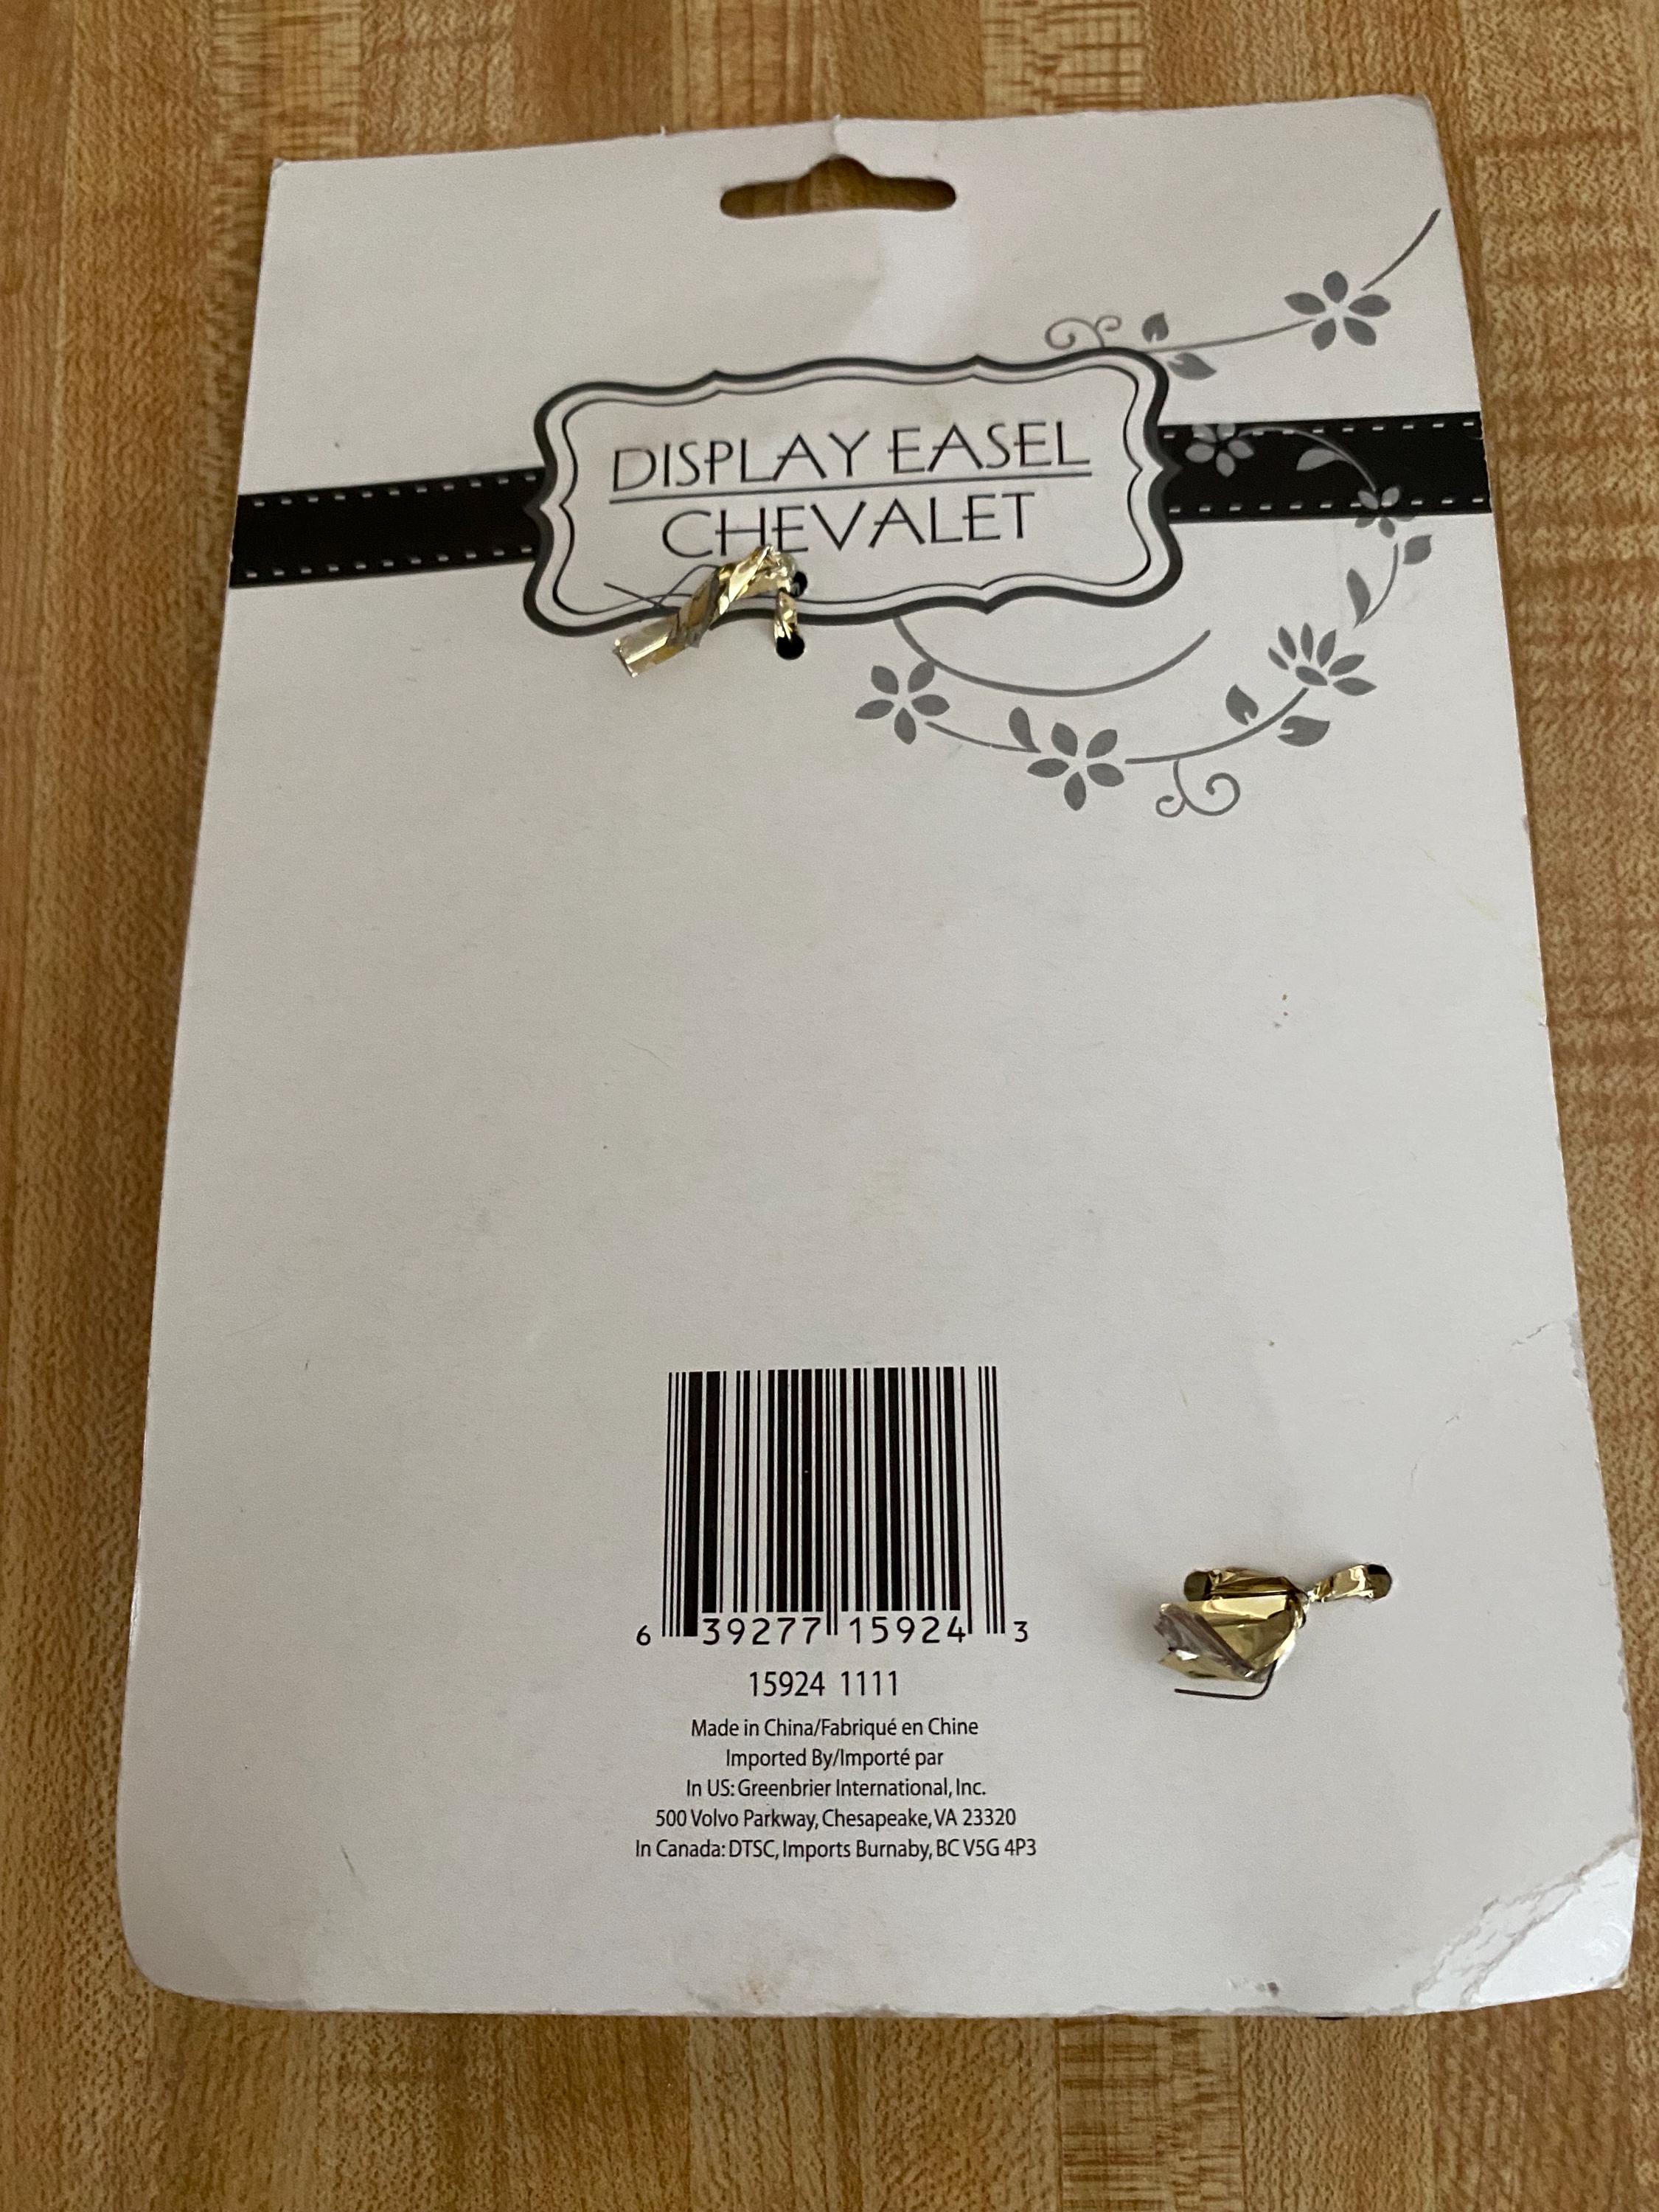 DISPLAY EASEL
CHEVALET
6 39277 15924 3
15924 1111
Made in China/Fabriqué en Chine
Imported By/Importé par
In US: Greenbrier International, Inc.
500 Volvo Parkway, Chesapeake, VA 23320
In Canada: DTSC, Imports Burnaby, BC V5G 4P3